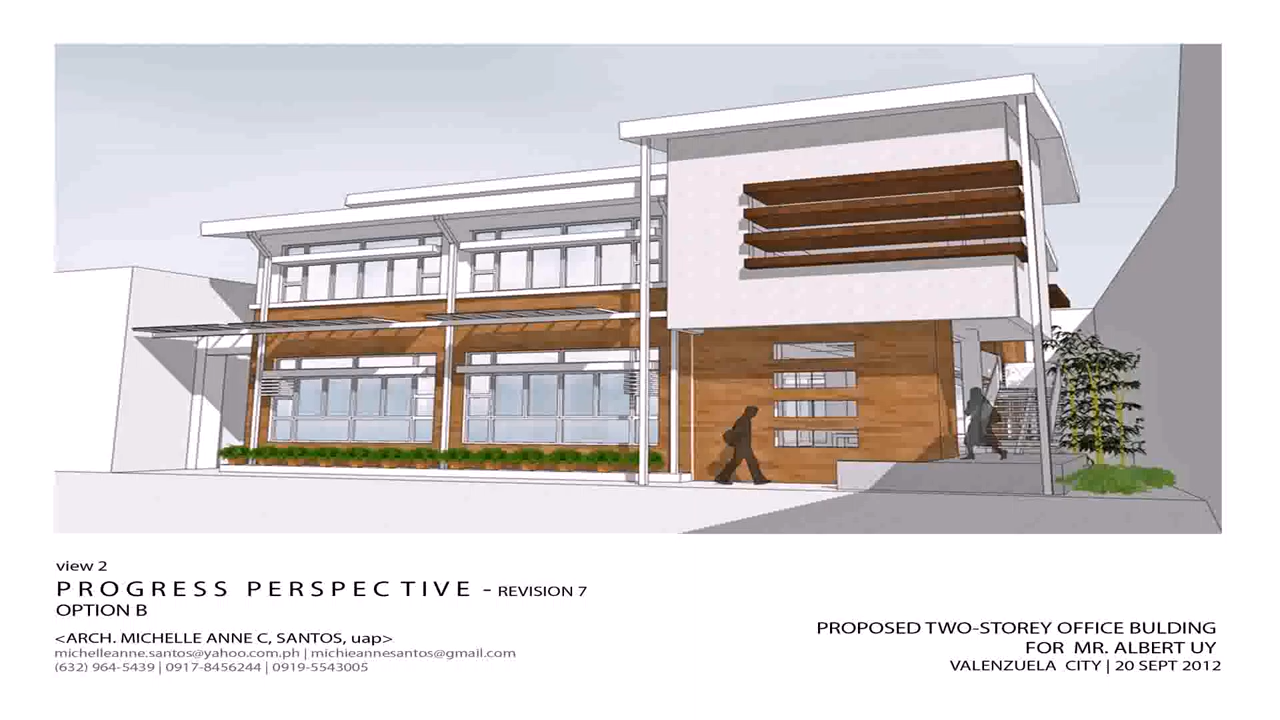 view 2
PROGRESS PERSPECTIVE - REVISION 7
OPTION B
<ARCH. MICHELLE ANNE C, SANTOS, uap>
michelleanne.santos@yahoo.com.ph | michieannesantos@gmail.com
(632) 964-5439 | 0917-8456244 | 0919-5543005
PROPOSED TWO-STOREY OFFICE BULDING
FOR MR. ALBERT UY
VALENZUELA CITY | 20 SEPT 2012